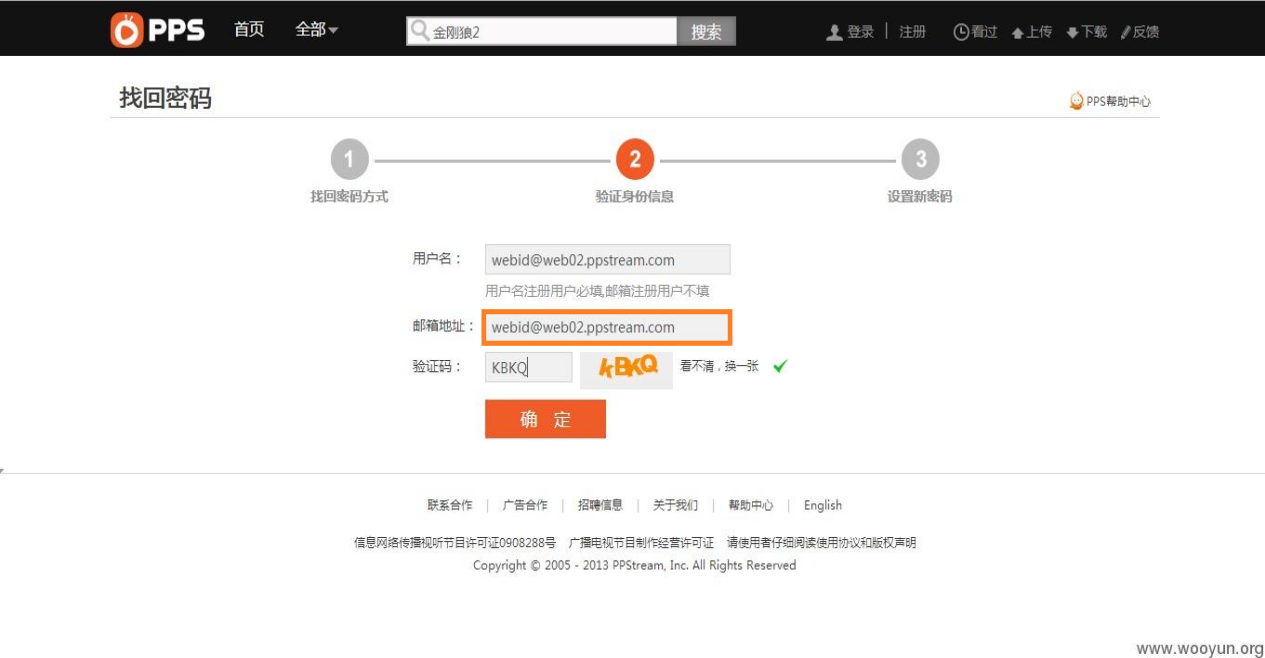 PPS 首页 全部 金刚狼2 搜索 登录 | 注册 看过 上传 下载 反馈
找回密码 PPS帮助中心
1 2 3
找回密码方式 验证身份信息 设置新密码
用户名： webid@web02.ppstream.com
用户名注册用户必填,邮箱注册用户不填
邮箱地址： webid@web02.ppstream.com
验证码： KBKQ kBKQ 看不清，换一张
确 定
联系合作 | 广告合作 | 招聘信息 | 关于我们 | 帮助中心 | English
信息网络传播视听节目许可证0908288号 广播电视节目制作经营许可证 请使用者仔细阅读使用协议和版权声明
Copyright © 2005 - 2013 PPStream, Inc. All Rights Reserved
www.wooyun.org